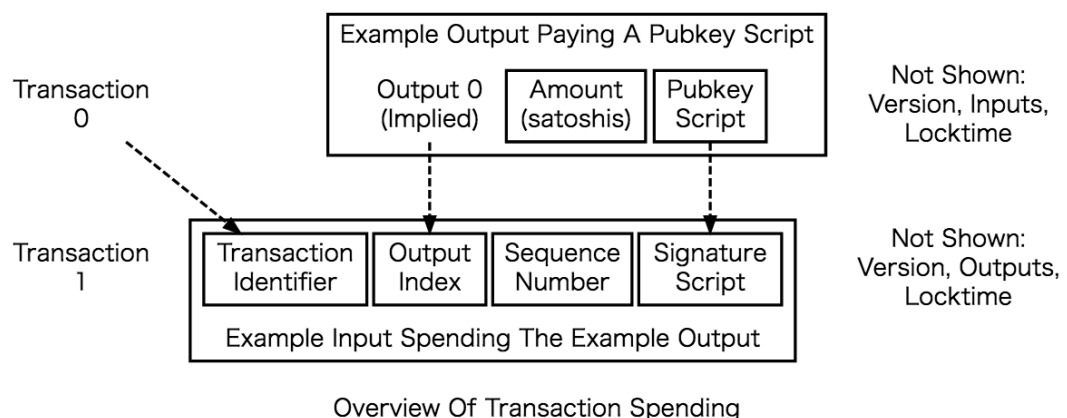 Example Output Paying A Pubkey Script
Transaction
0
Output 0
(Implied)
Amount
(satoshis)
Pubkey
Script
Not Shown:
Version, Inputs,
Locktime
Transaction
1
Transaction
Identifier
Output
Index
Sequence
Number
Signature
Script
Not Shown:
Version, Outputs,
Locktime
Example Input Spending The Example Output
Overview Of Transaction Spending